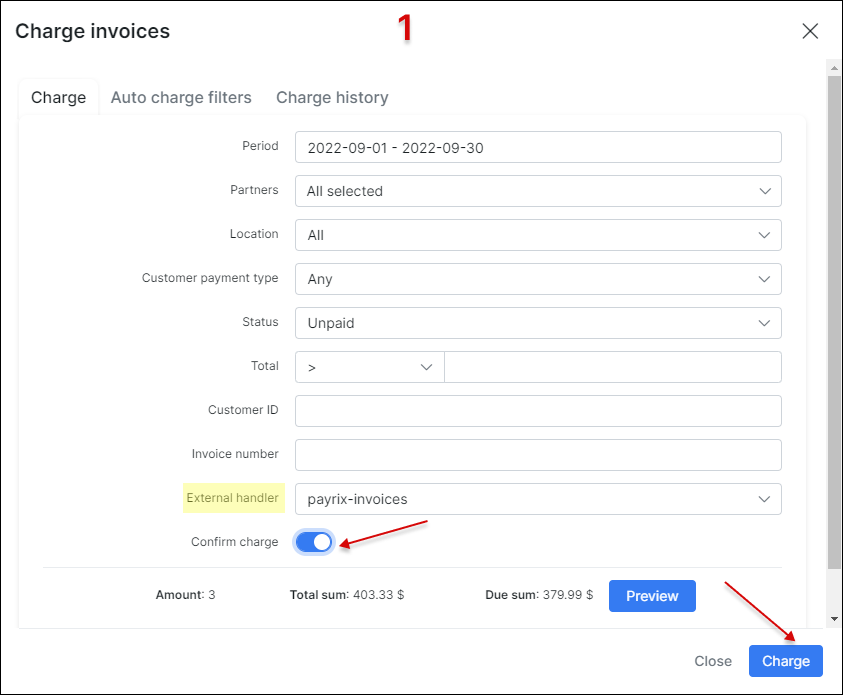 Charge invoices
1
Charge Auto charge filters Charge history
Period 2022-09-01 - 2022-09-30
Partners All selected
Location All
Customer payment type Any
Status Unpaid
Total >
Customer ID
Invoice number
External handler payrix-invoices
Confirm charge
Amount: 3 Total sum: 403.33 $ Due sum: 379.99 $ Preview
Close Charge